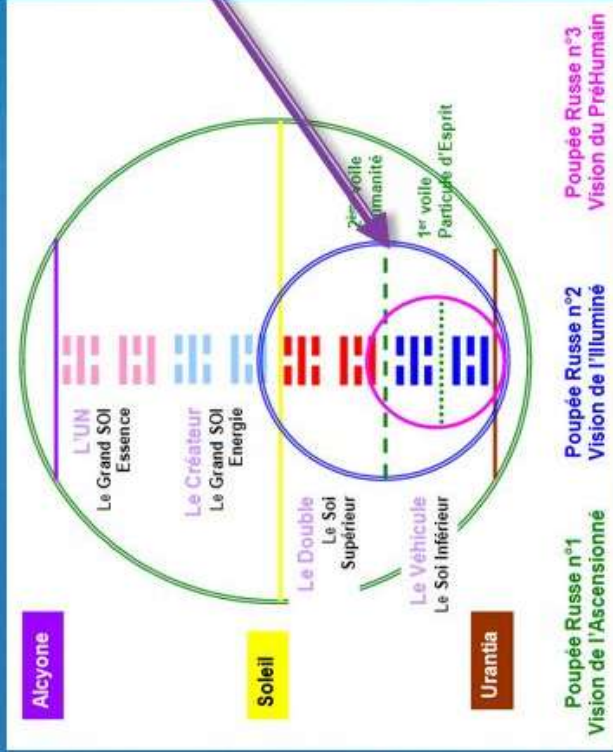 Alcyone
L'UN
Le Grand SOI
Essence
Le Créateur
Le Grand SOI
Energie
Soleil
Le Double
Le Soi
Supérieur
voile
umanité
1er voile
Particule d'Esprit
Le Véhicule
Le Soi Inférieur
Urantia
Poupée Russe n°1
Vision de l'Ascensionné
Poupée Russe n°2
Vision de l'Illuminé
Poupée Russe n°3
Vision du PréHumain